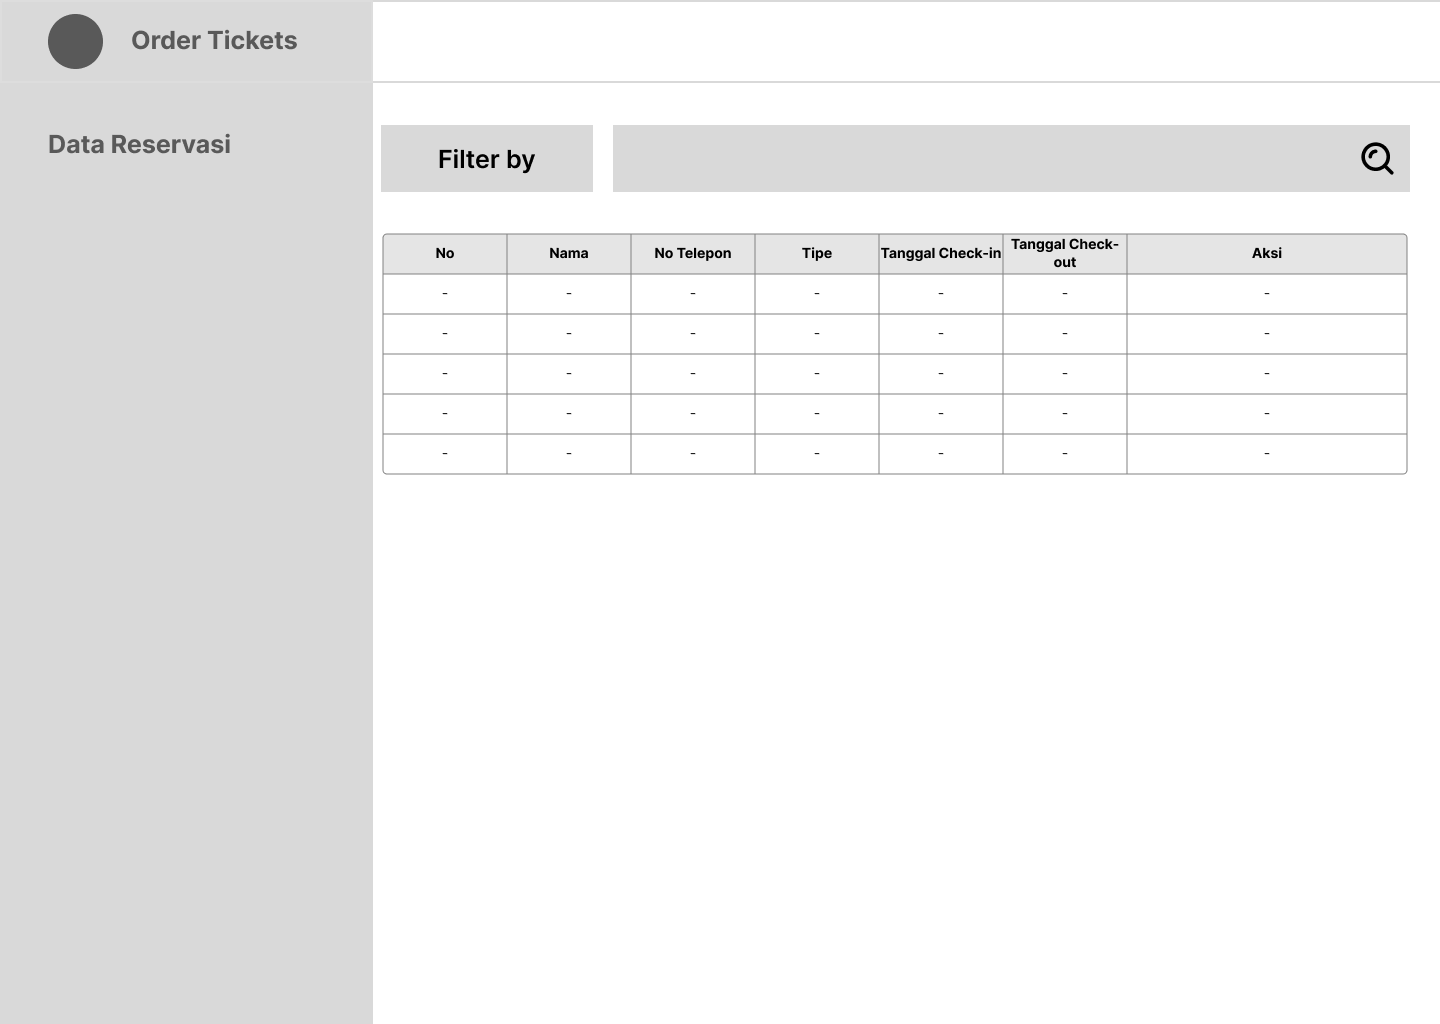 Order Tickets
Data Reservasi
Filter by
No Nama No Telepon Tipe Tanggal Check-in Tanggal Check-
out Aksi
- - - - - - -
- - - - - - -
- - - - - - -
- - - - - - -
- - - - - - -